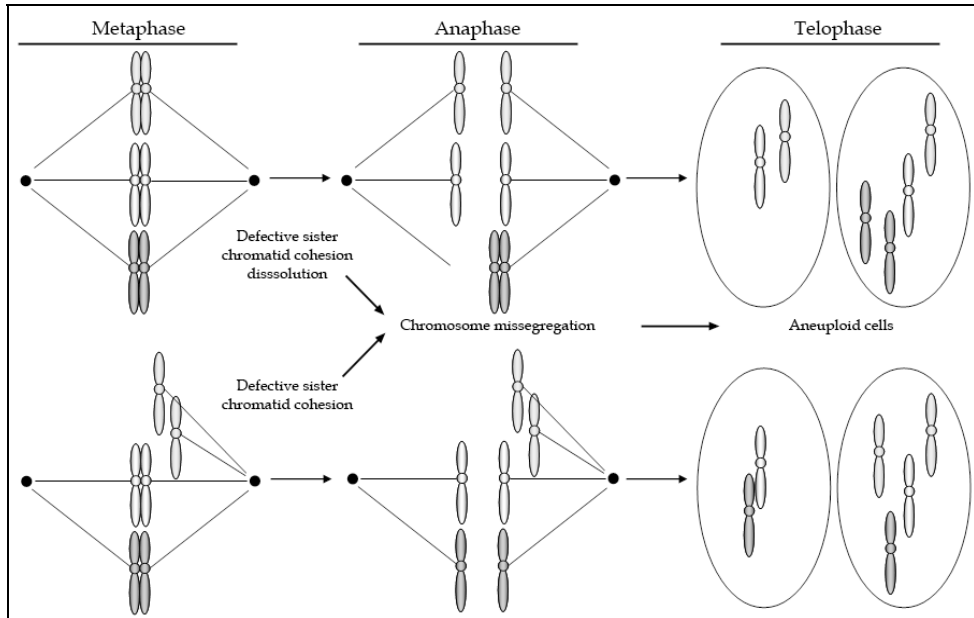 Metaphase
Anaphase
Telophase
Defective sister
chromatid cohesion
disssolution
Chromosome missegregation
Aneuploid cells
Defective sister
chromatid cohesion